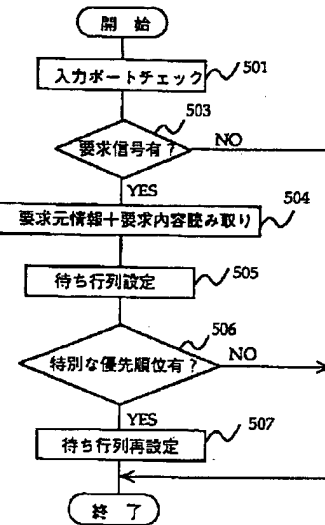 開 始
入力ポートチェック
501
503
要求信号有?
NO
YES
504
要求元情報+要求内容読み取り
待ち行列設定
505
506
特別な優先順位有?
NO
YES
507
待ち行列再設定
終 了